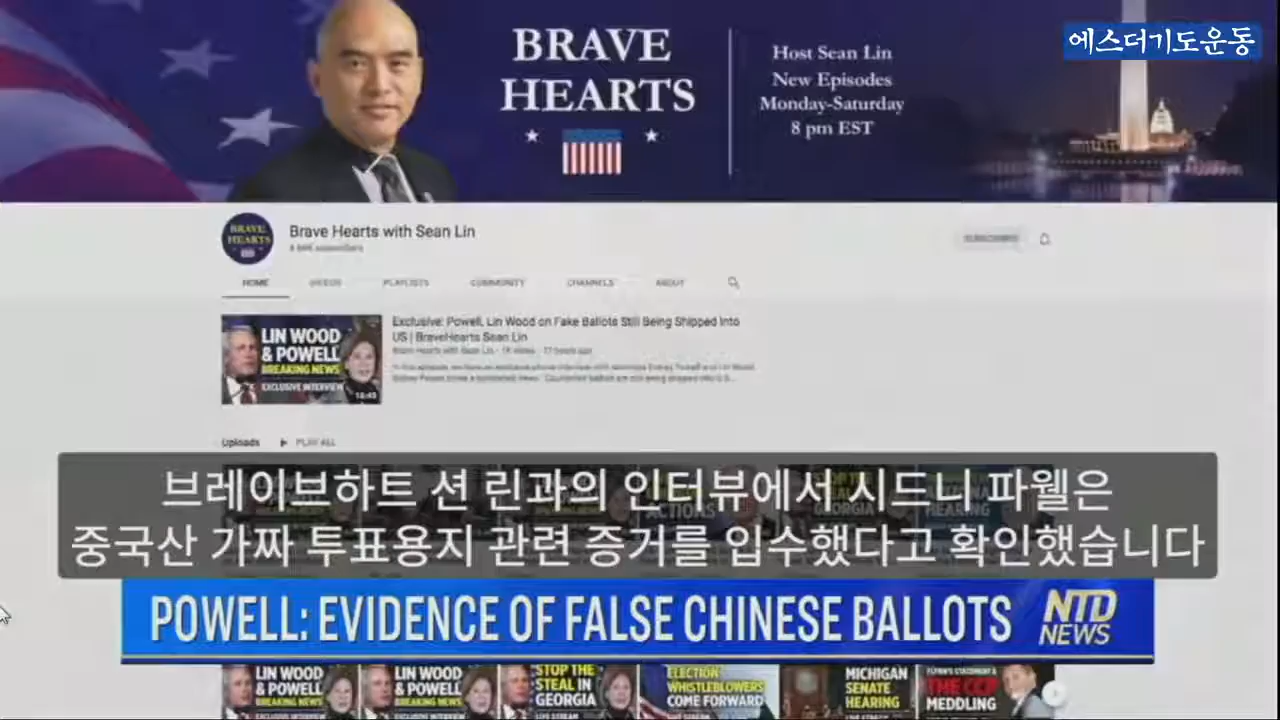 BRAVE
HEARTS
Host Sean Lin
New Episodes
Monday-Saturday
8 pm EST
에스더기도운동
BRAVE
HEARTS
Brave Hearts with Sean Lin
SUBSCRIBE
HOME VIDEOS PLAYLISTS COMMUNITY CHANNELS ABOUT
LIN WOOD
& POWELL
BREAKING NEWS
EXCLUSIVE INTERVIEW
Exclusive: Powell, Lin Wood on Fake Ballots Still Being Shipped Into
US | BraveHearts Sean Lin
Uploads PLAY ALL
브레이브하트 션 린과의 인터뷰에서 시드니 파웰은
중국산 가짜 투표용지 관련 증거를 입수했다고 확인했습니다
POWELL: EVIDENCE OF FALSE CHINESE BALLOTS
NTD
NEWS
LIN WOOD
& POWELL
BREAKING NEWS
LIN WOOD
& POWELL
BREAKING NEWS
STOP THE
STEAL IN
GEORGIA
LIVE STREAM
ELECTION
WHISTLEBLOWERS
COME FORWARD
MICHIGAN
SENATE
HEARING
THE CCP
MEDDLING